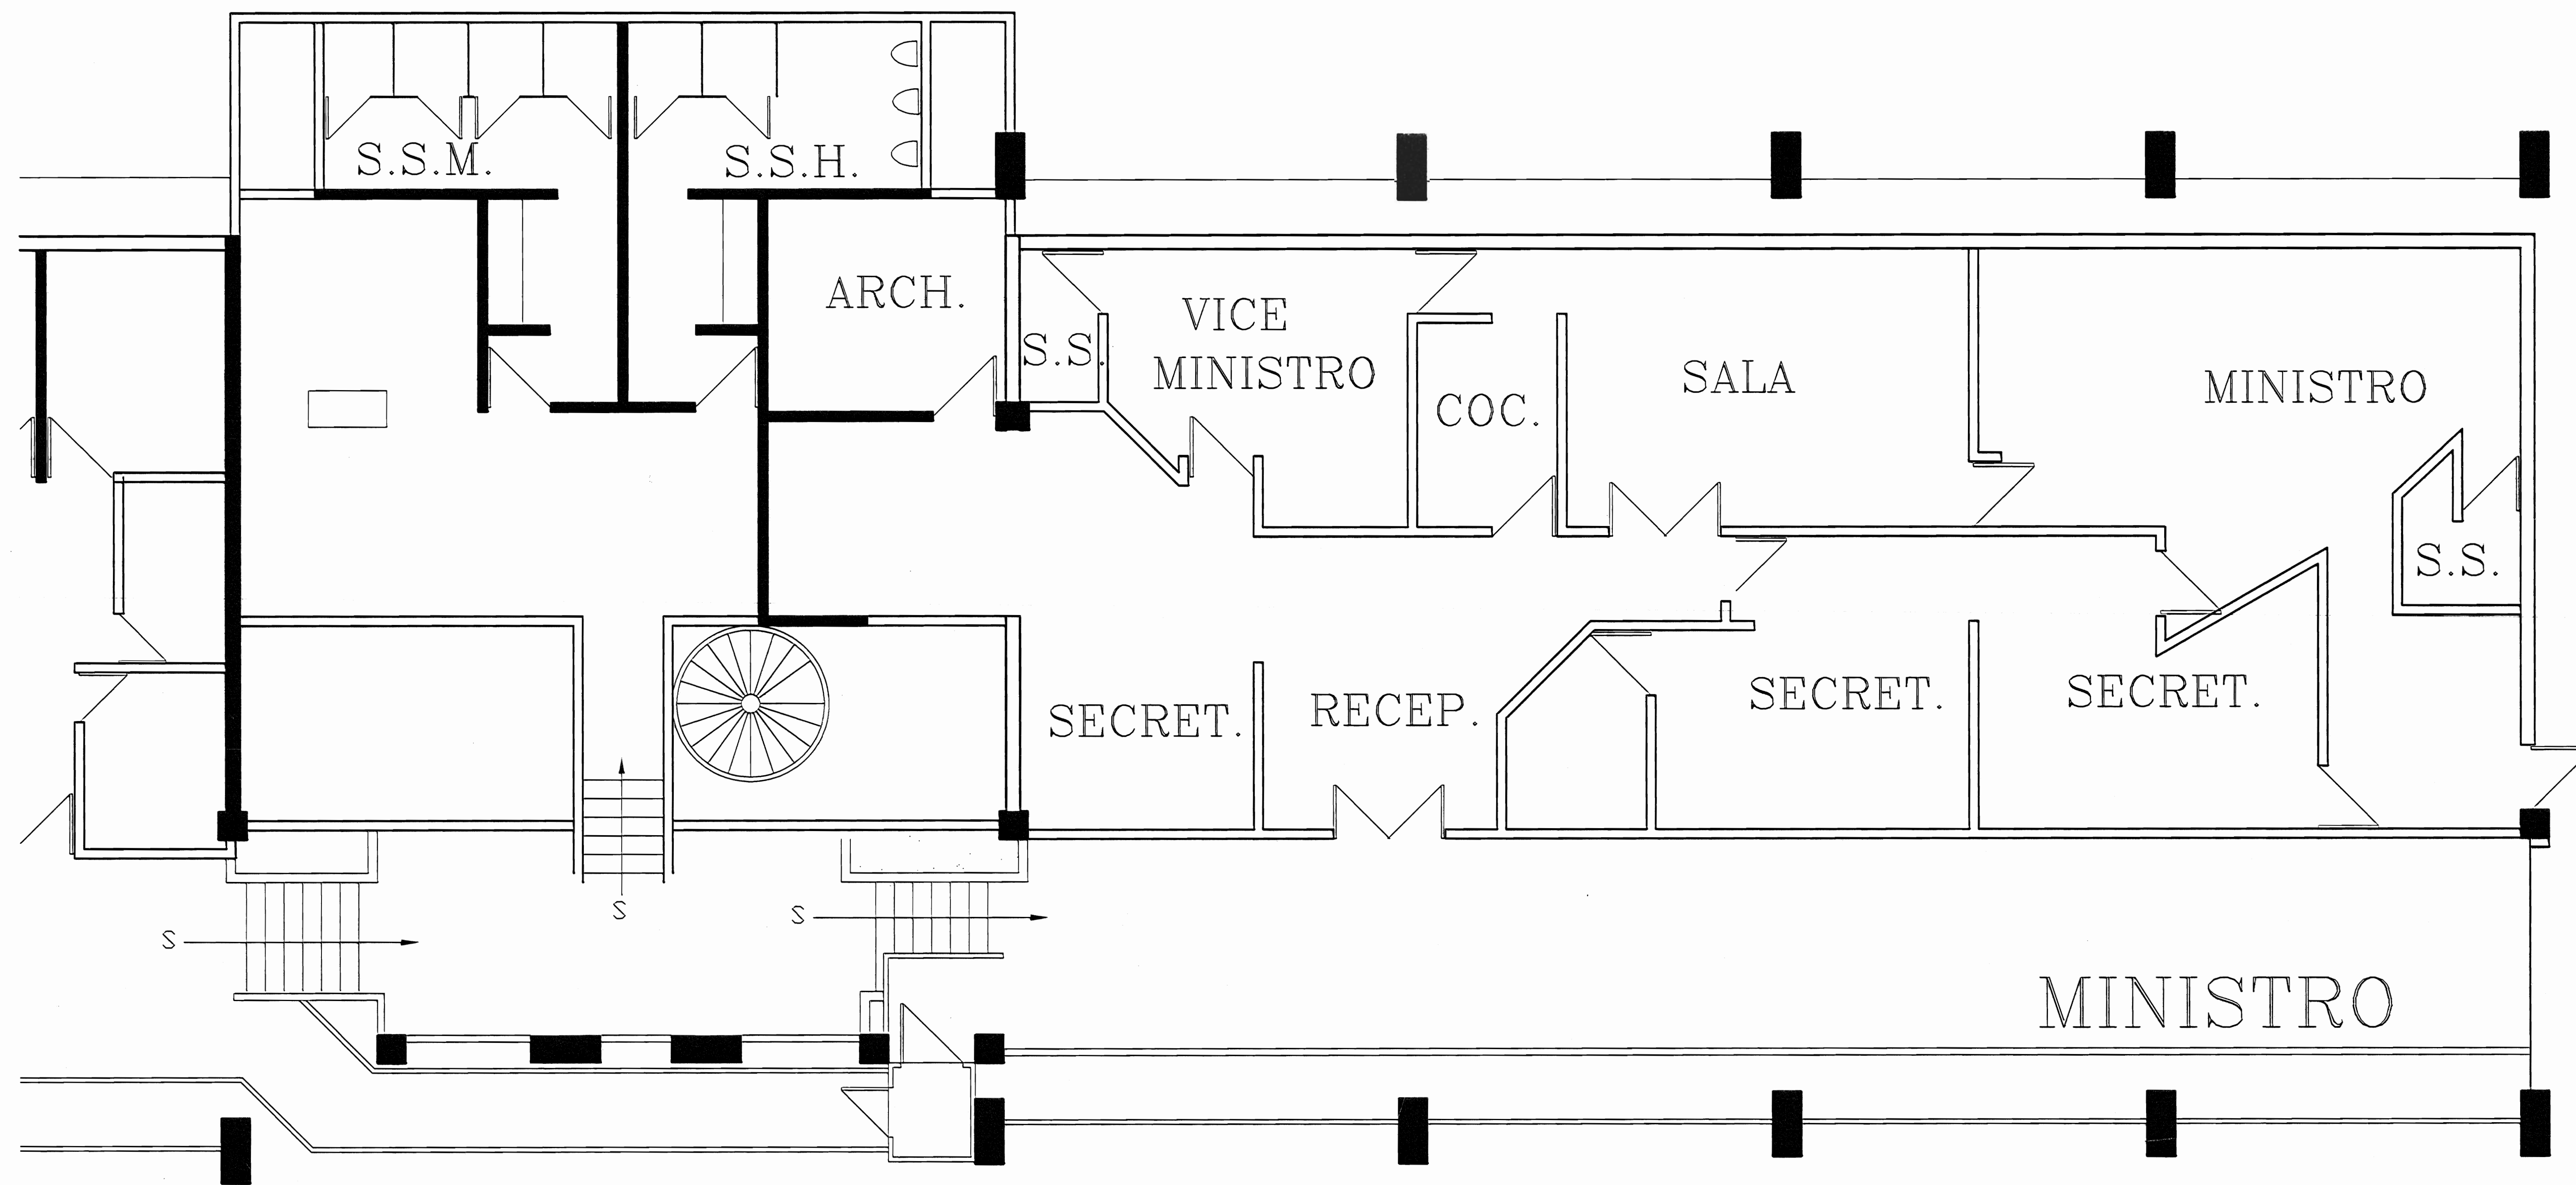 S.S.M.
S.S.H.
ARCH.
S.S.
VICE
MINISTRO
COC.
SALA
MINISTRO
S.S.
SECRET.
RECEP.
SECRET.
SECRET.
S
S
S
MINISTRO